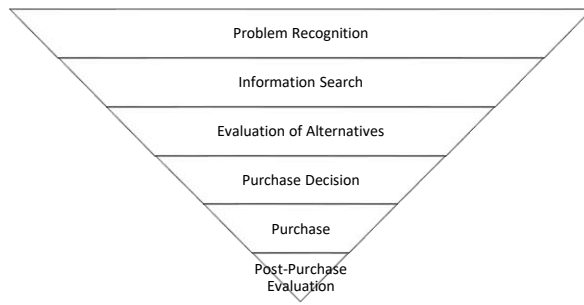 Problem Recognition
Information Search
Evaluation of Alternatives
Purchase Decision
Purchase
Post-Purchase
Evaluation